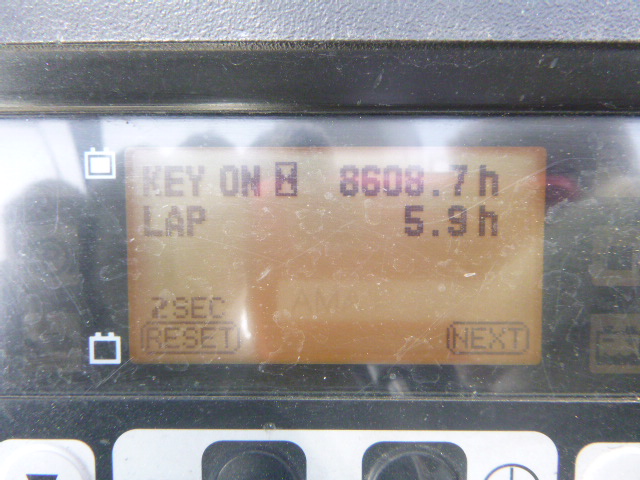 KEY ON H 8608.7h
LAP 5.9h
2SEC
RESET NEXT